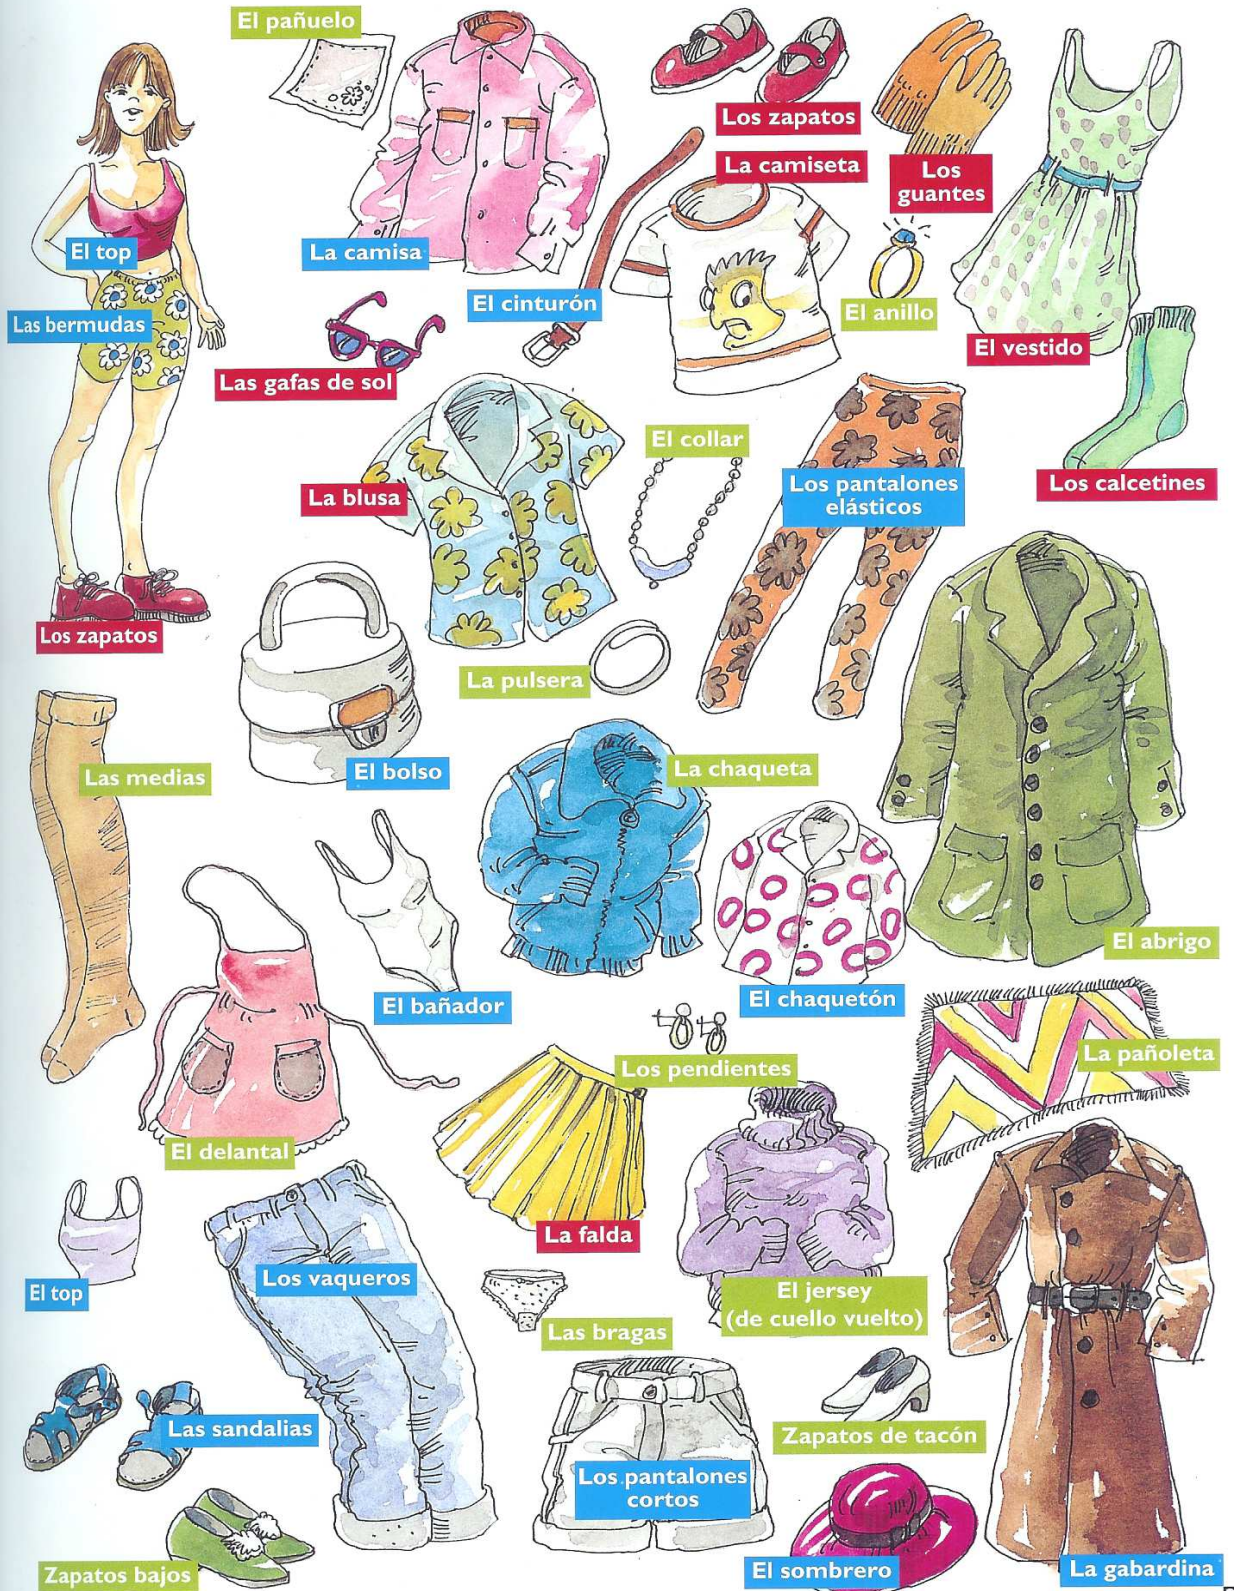 El pañuelo
Los zapatos
La camiseta
Los
guantes
El top
La camisa
El cinturón
El anillo
Las bermudas
El vestido
Las gafas de sol
El collar
La blusa
Los pantalones
elásticos
Los calcetines
Los zapatos
La pulsera
Las medias
El bolso
La chaqueta
El abrigo
El bañador
El chaquetón
Los pendientes
La pañoleta
El delantal
La falda
El top
Los vaqueros
El jersey
(de cuello vuelto)
Las bragas
Las sandalias
Zapatos de tacón
Los pantalones
cortos
Zapatos bajos
El sombrero
La gabardina